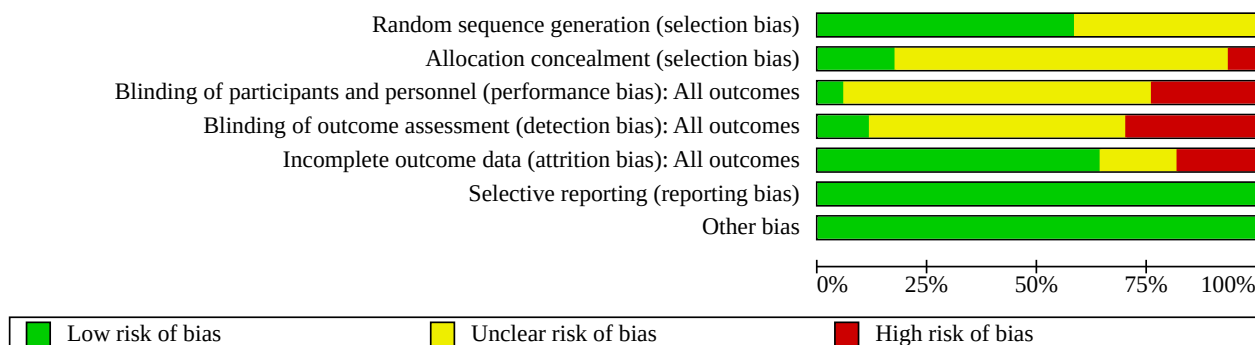 Random sequence generation (selection bias)
Allocation concealment (selection bias)
Blinding of participants and personnel (performance bias): All outcomes
Blinding of outcome assessment (detection bias): All outcomes
Incomplete outcome data (attrition bias): All outcomes
Selective reporting (reporting bias)
Other bias
0% 25% 50% 75% 100%
Low risk of bias Unclear risk of bias High risk of bias